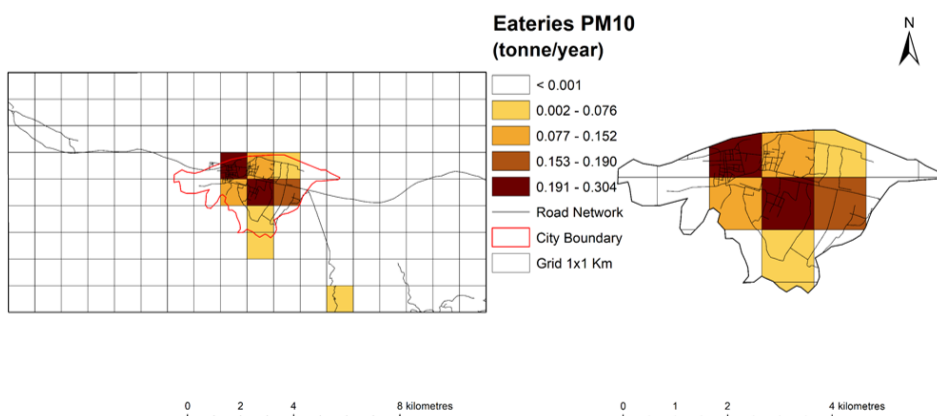 Eateries PM10
(tonne/year)
< 0.001
0.002 - 0.076
0.077 - 0.152
0.153 - 0.190
0.191 - 0.304
Road Network
City Boundary
Grid 1x1 Km
N
0 2 4 8 kilometres
0 1 2 4 kilometres